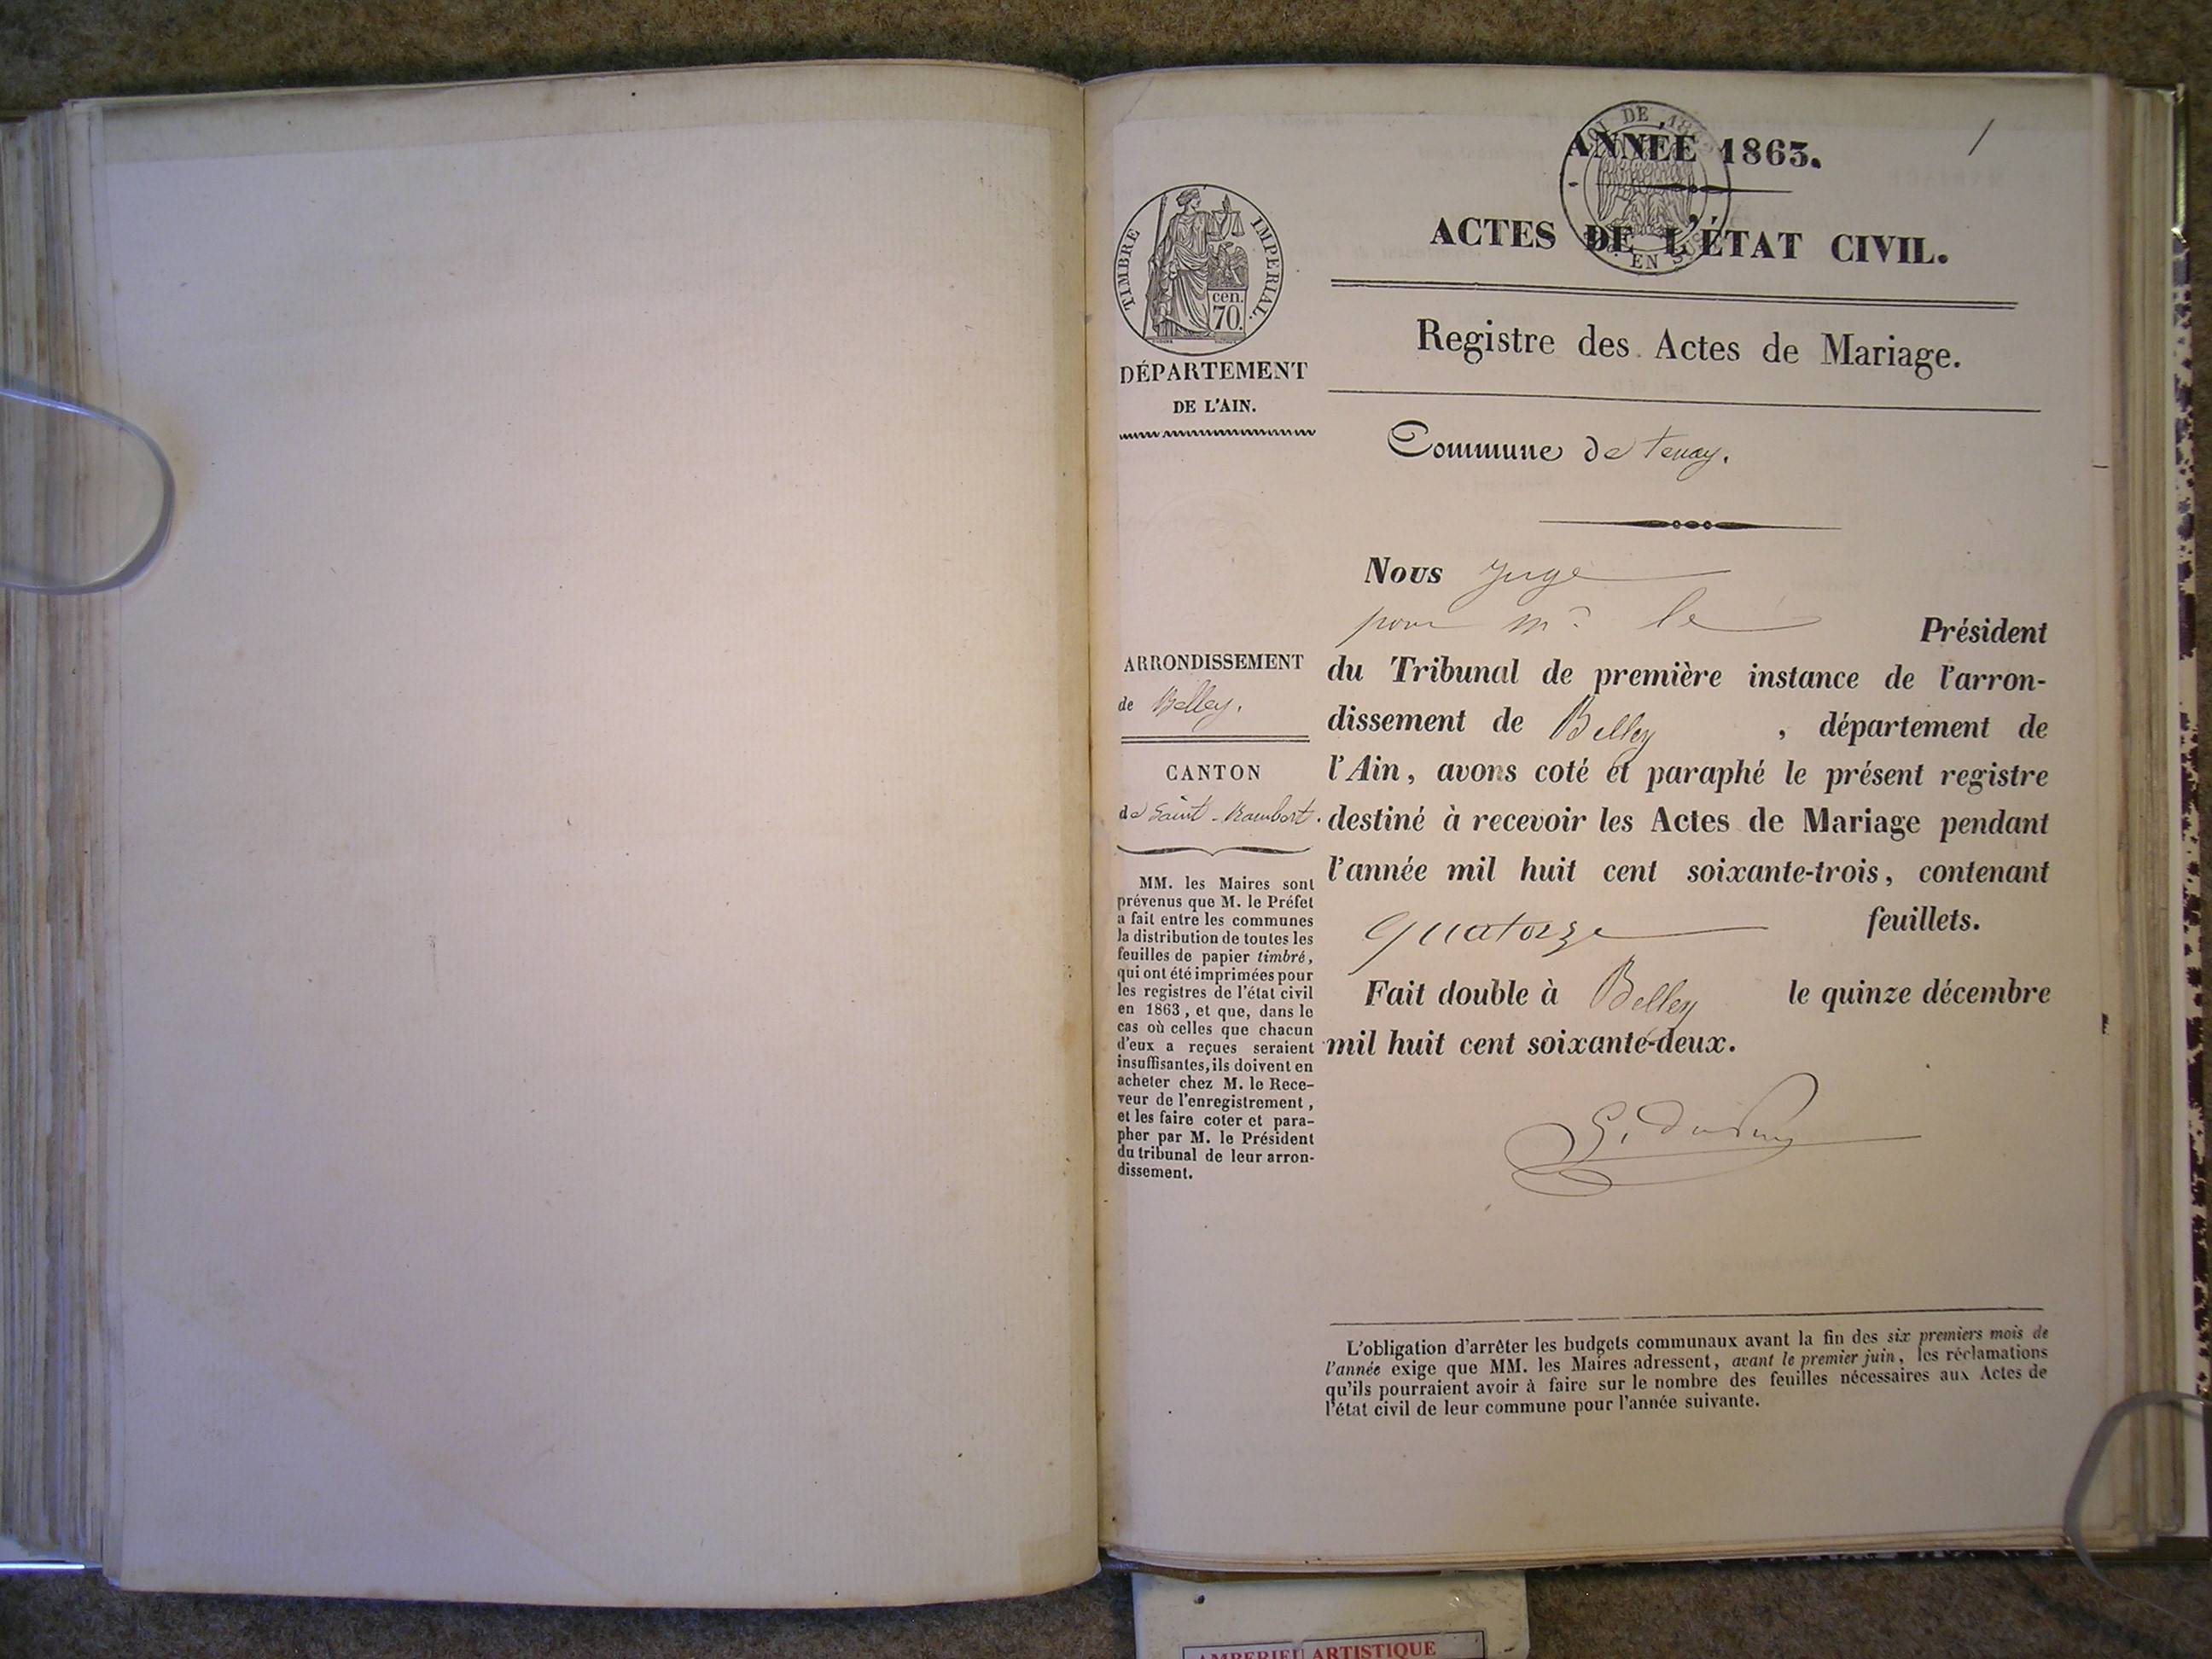 ANNÉE 1863.
/
ACTES DE L'ÉTAT CIVIL.
TIMBRE IMPERIAL.
cen.
70.
Registre des Actes de Mariage.
DÉPARTEMENT
DE L'AIN.
Commune de tenay.
Nous juge
pour mr le Président
du Tribunal de première instance de l'arron-
dissement de Belley , département de
l'Ain, avons coté et paraphé le présent registre
destiné à recevoir les Actes de Mariage pendant
l'année mil huit cent soixante-trois, contenant
quatorze feuillets.
Fait double à Belley le quinze décembre
mil huit cent soixante-deux.
ARRONDISSEMENT
de Belley.
CANTON
de Saint-Rambert.
MM. les Maires sont
prévenus que M. le Préfet
a fait entre les communes
la distribution de toutes les
feuilles de papier timbré,
qui ont été imprimées pour
les registres de l'état civil
en 1863, et que, dans le
cas où celles que chacun
d'eux a reçues seraient
insuffisantes, ils doivent en
acheter chez M. le Rece-
veur de l'enregistrement,
et les faire coter et para-
pher par M. le Président
du tribunal de leur arron-
dissement.
L'obligation d'arrêter les budgets communaux avant la fin des six premiers mois de
l'année exige que MM. les Maires adressent, avant le premier juin, les réclamations
qu'ils pourraient avoir à faire sur le nombre des feuilles nécessaires aux Actes de
l'état civil de leur commune pour l'année suivante.
AMBERIEU ARTISTIQUE